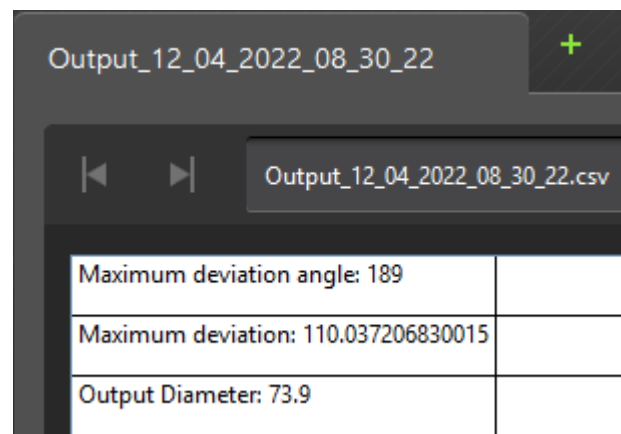 Output_12_04_2022_08_30_22
+
Output_12_04_2022_08_30_22.csv
Maximum deviation angle: 189
Maximum deviation: 110.037206830015
Output Diameter: 73.9